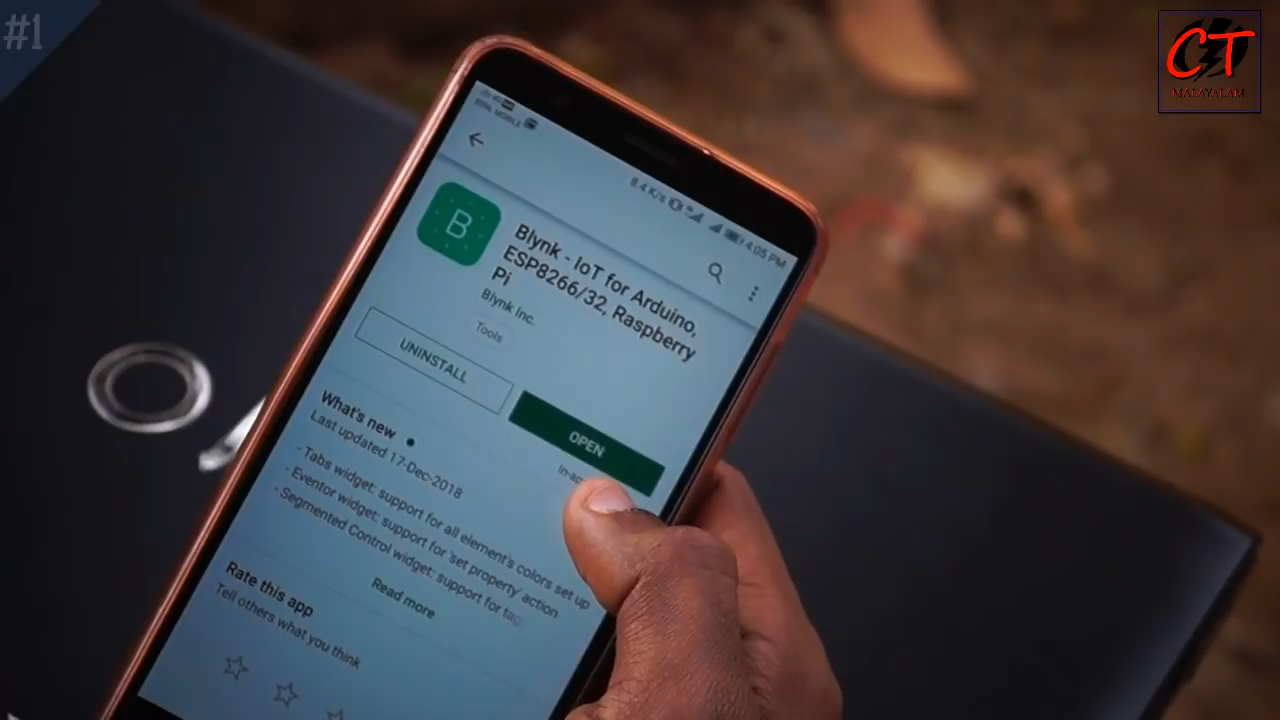 #1
CT
MALAYALAM
8.4 K/s
4:05 PM
B
Blynk - IoT for Arduino,
ESP8266/32, Raspberry
Pi
Blynk Inc.
Tools
UNINSTALL
OPEN
What's new
Last updated 17-Dec-2018
- Tabs widget: support for all element's colors set up
- Eventor widget: support for 'set property' action
- Segmented Control widget: support for tag
Read more
Rate this app
Tell others what you think